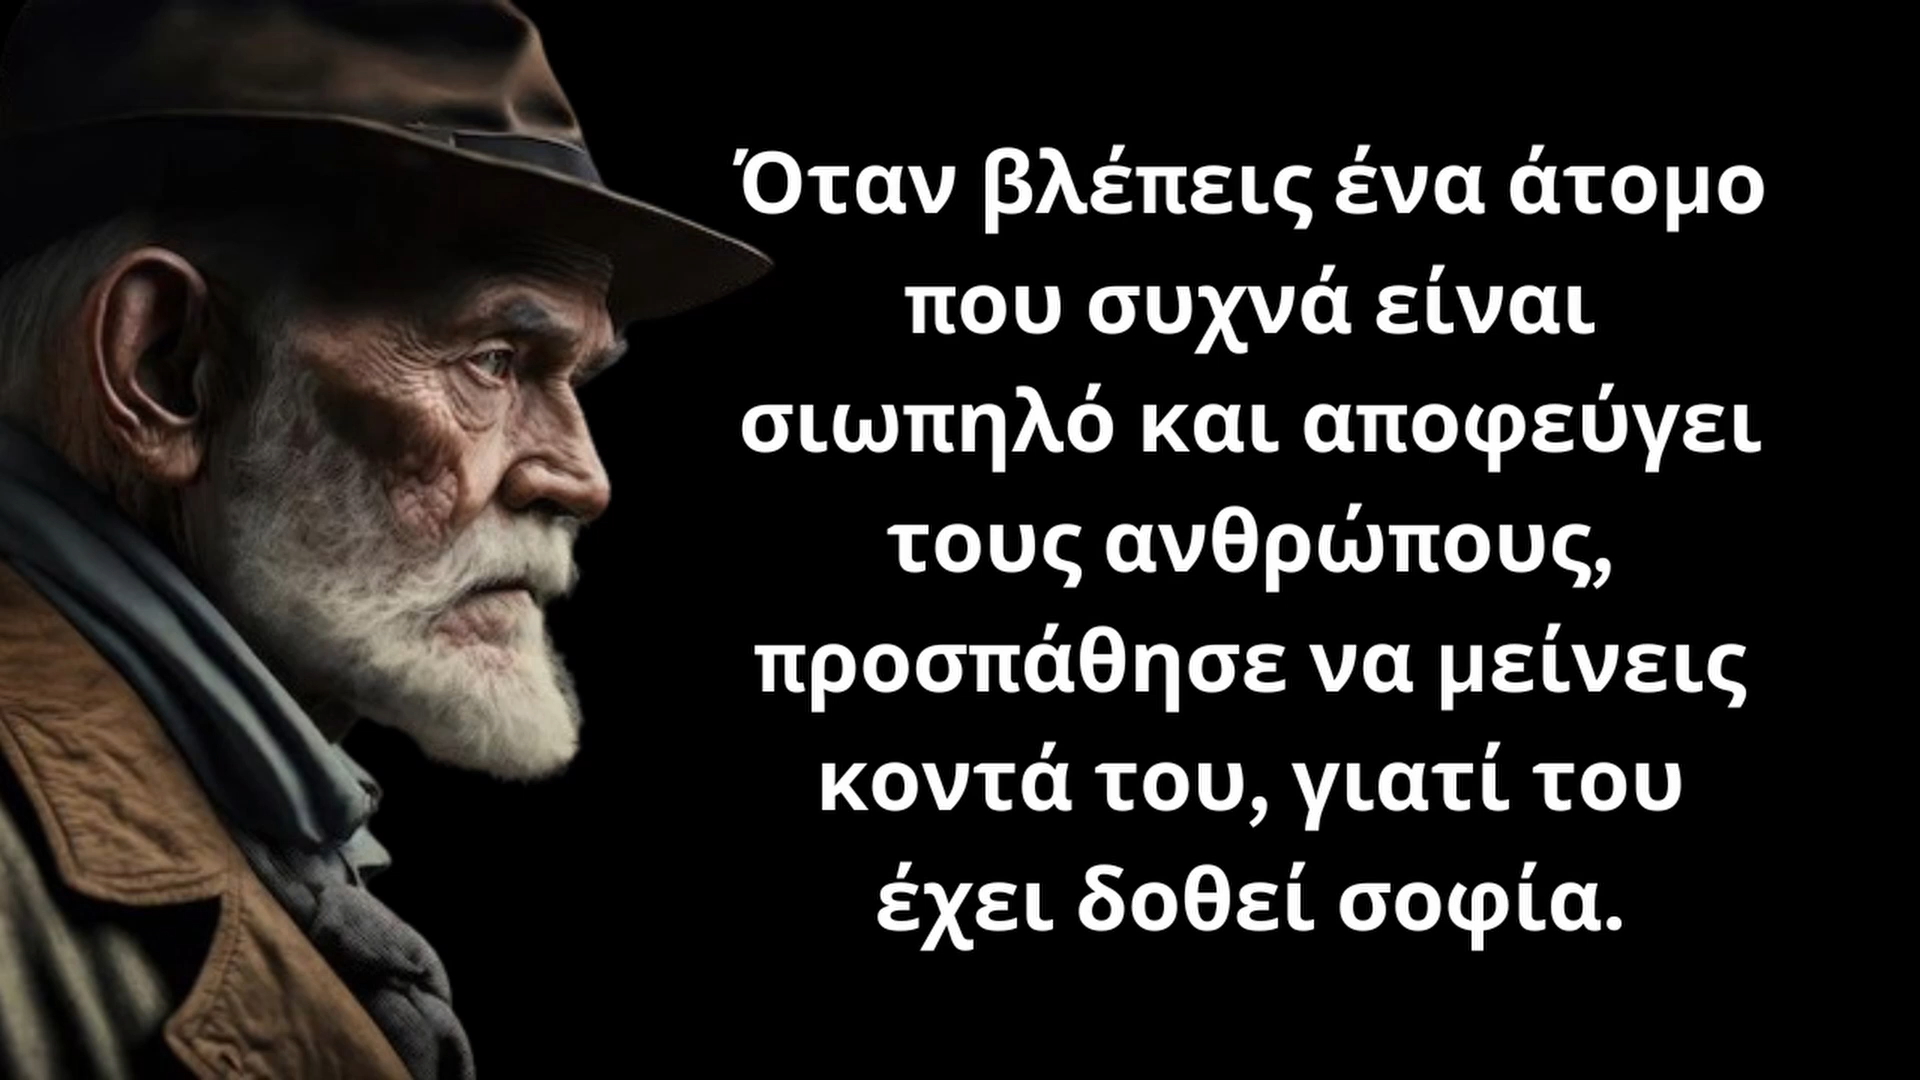 Όταν βλέπεις ένα άτομο
που συχνά είναι
σιωπηλό και αποφεύγει
τους ανθρώπους,
προσπάθησε να μείνεις
κοντά του, γιατί του
έχει δοθεί σοφία.